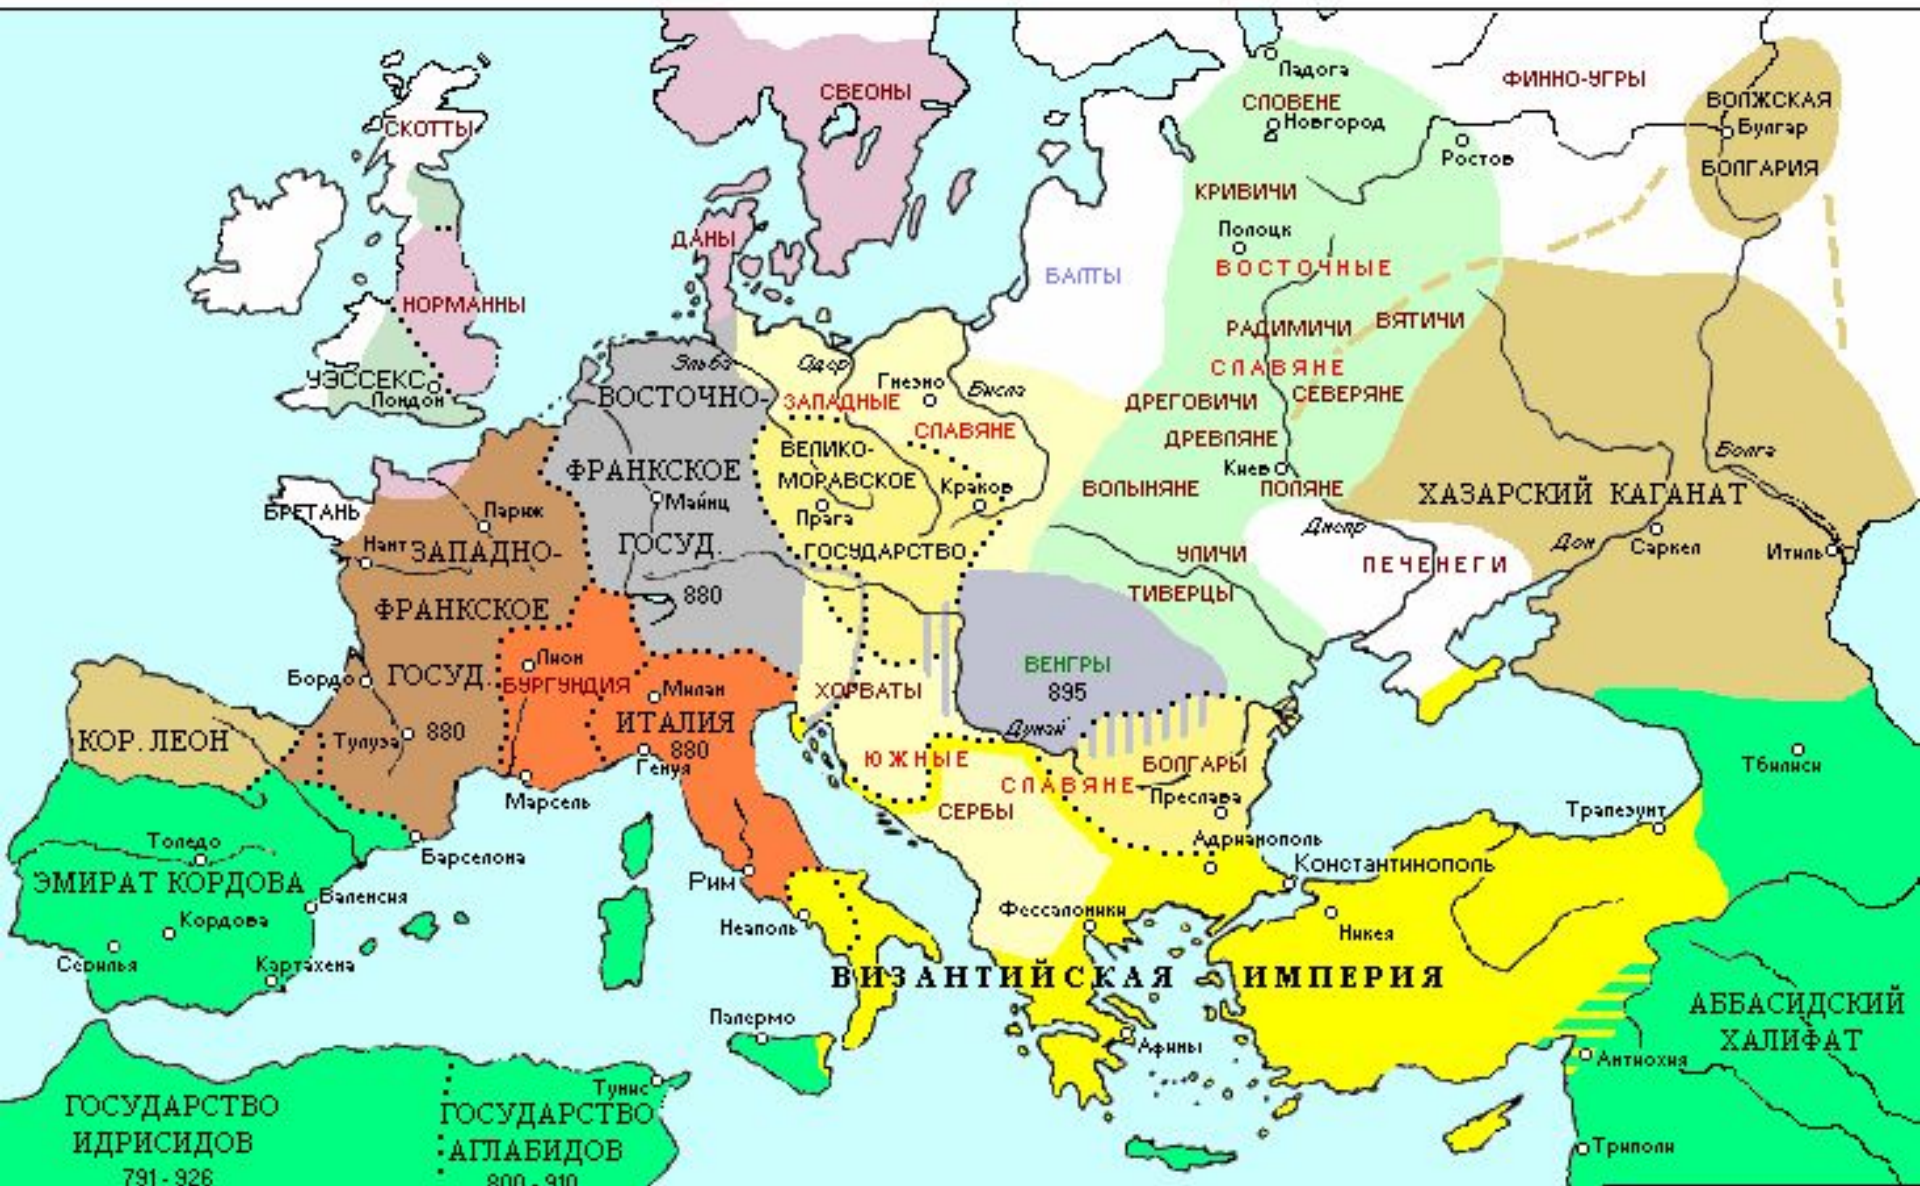 СВЕОНЫ
Ладога
ФИННО-УГРЫ
СЛОВЕНЕ
ВОЛЖСКАЯ
Новгород
Булгар
СКОТТЫ
Ростов
БОЛГАРИЯ
КРИВИЧИ
Полоцк
ДАНЫ
ВОСТОЧНЫЕ
БАЛТЫ
НОРМАННЫ
РАДИМИЧИ
ВЯТИЧИ
Эльба
Одер
СЛАВЯНЕ
УЭССЕКС
Гнезно
Висла
СЕВЕРЯНЕ
Лондон
ВОСТОЧНО-
ЗАПАДНЫЕ
ДРЕГОВИЧИ
СЛАВЯНЕ
ДРЕВЛЯНЕ
ВЕЛИКО-
Волга
ФРАНКСКОЕ
МОРАВСКОЕ
Киев
Краков
ВОЛЫНЯНЕ
ПОЛЯНЕ
ХАЗАРСКИЙ КАГАНАТ
Майнц
БРЕТАНЬ
Париж
Прага
Днепр
ГОСУД.
Нант
ЗАПАДНО-
ГОСУДАРСТВО
УЛИЧИ
Дон
Саркел
Итиль
ПЕЧЕНЕГИ
880
ТИВЕРЦЫ
ФРАНКСКОЕ
Лион
ВЕНГРЫ
895
Бордо
ГОСУД.
БУРГУНДИЯ
Милан
ХОРВАТЫ
ИТАЛИЯ
880
Дунай
КОР. ЛЕОН
Тулуза
880
Генуя
ЮЖНЫЕ
БОЛГАРЫ
Тбилиси
СЛАВЯНЕ
Марсель
Преслава
СЕРБЫ
Трапезунт
Толедо
Адрианополь
Барселона
Константинополь
ЭМИРАТ КОРДОВА
Рим
Валенсия
Фессалоники
Кордова
Неаполь
Никея
Севилья
Картахена
ВИЗАНТИЙСКАЯ ИМПЕРИЯ
АББАСИДСКИЙ
ХАЛИФАТ
Палермо
Афины
Антиохия
Тунис
ГОСУДАРСТВО
ИДРИСИДОВ
791 - 926
ГОСУДАРСТВО
АГЛАБИДОВ
800 - 910
Триполи